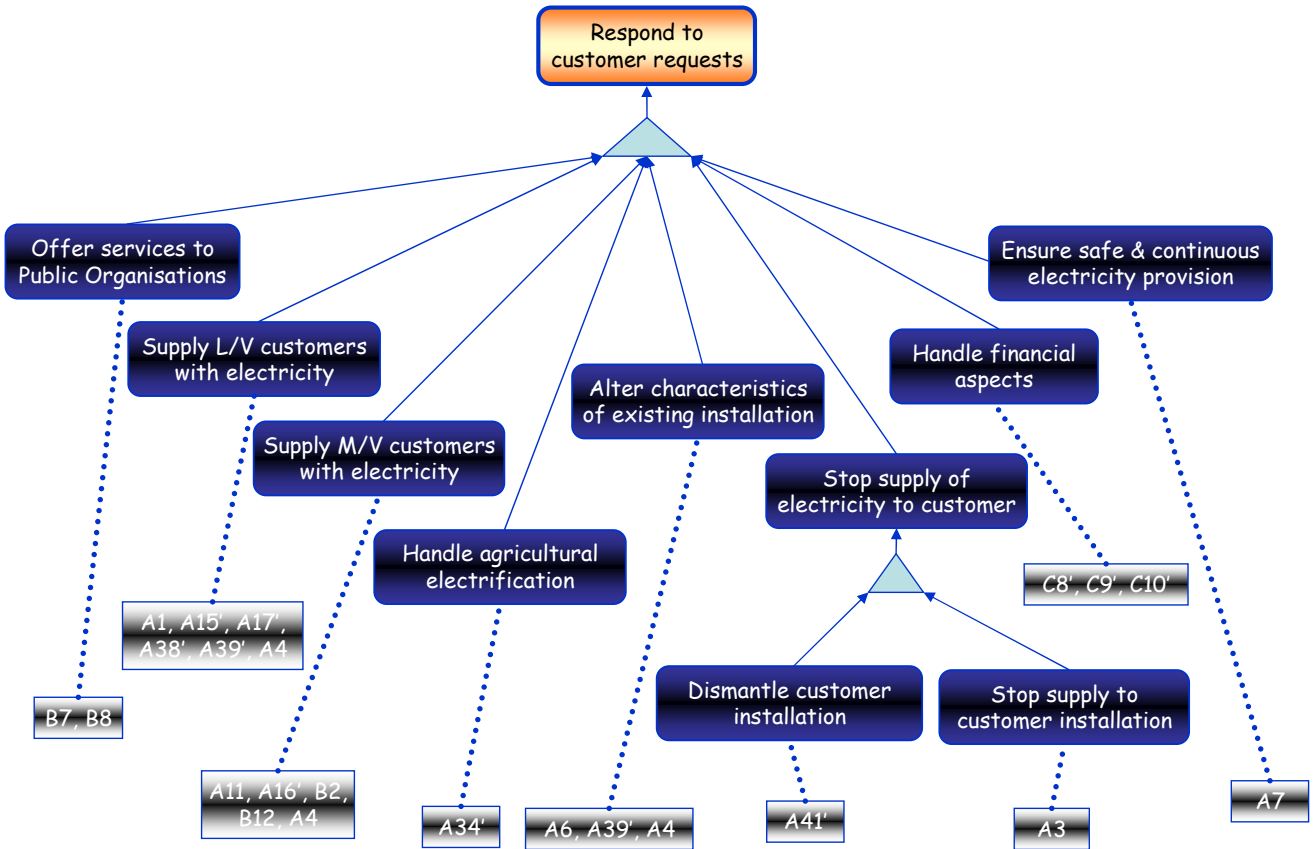 Respond to
customer requests
Offer services to
Public Organisations
Ensure safe & continuous
electricity provision
Supply L/V customers
with electricity
Handle financial
aspects
Alter characteristics
of existing installation
Supply M/V customers
with electricity
Stop supply of
electricity to customer
Handle agricultural
electrification
C8', C9', C10'
A1, A15', A17',
A38', A39', A4
Dismantle customer
installation
Stop supply to
customer installation
B7, B8
A11, A16', B2,
B12, A4
A7
A34'
A6, A39', A4
A41'
A3